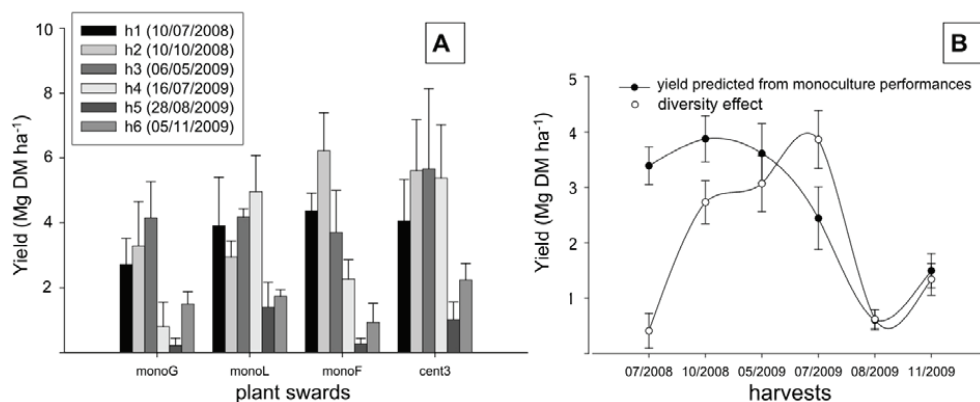 A
h1 (10/07/2008)
h2 (10/10/2008)
h3 (06/05/2009)
h4 (16/07/2009)
h5 (28/08/2009)
h6 (05/11/2009)
Yield (Mg DM ha⁻¹)
10
8
6
4
2
monoG monoL monoF cent3
plant swards
B
yield predicted from monoculture performances
diversity effect
Yield (Mg DM ha⁻¹)
5
4
3
2
1
0
07/2008 10/2008 05/2009 07/2009 08/2009 11/2009
harvests